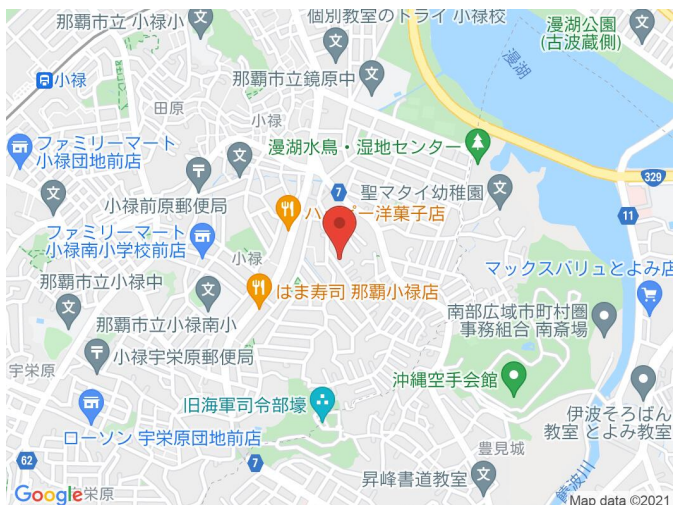 那覇市立 小禄小
個別教室のトライ 小禄校
漫湖公園
(古波蔵側)
小禄
那覇市立鏡原中
漫湖
田原
小禄
ファミリーマート
小禄団地前店
漫湖水鳥・湿地センター
329
7
聖マタイ幼稚園
小禄前原郵便局
ハッピー洋菓子店
11
ファミリーマート
小禄南小学校前店
小禄
マックスバリュとよみ店
那覇市立小禄中
はま寿司 那覇小禄店
南部広域市町村圏
事務組合 南斎場
那覇市立小禄南小
小禄宇栄原郵便局
宇栄原
沖縄空手会館
旧海軍司令部壕
伊波そろばん
教室 とよみ教室
ローソン 宇栄原団地前店
豊見城
62
7
昇峰書道教室
饒波川
Google
宇栄原
Map data ©2021